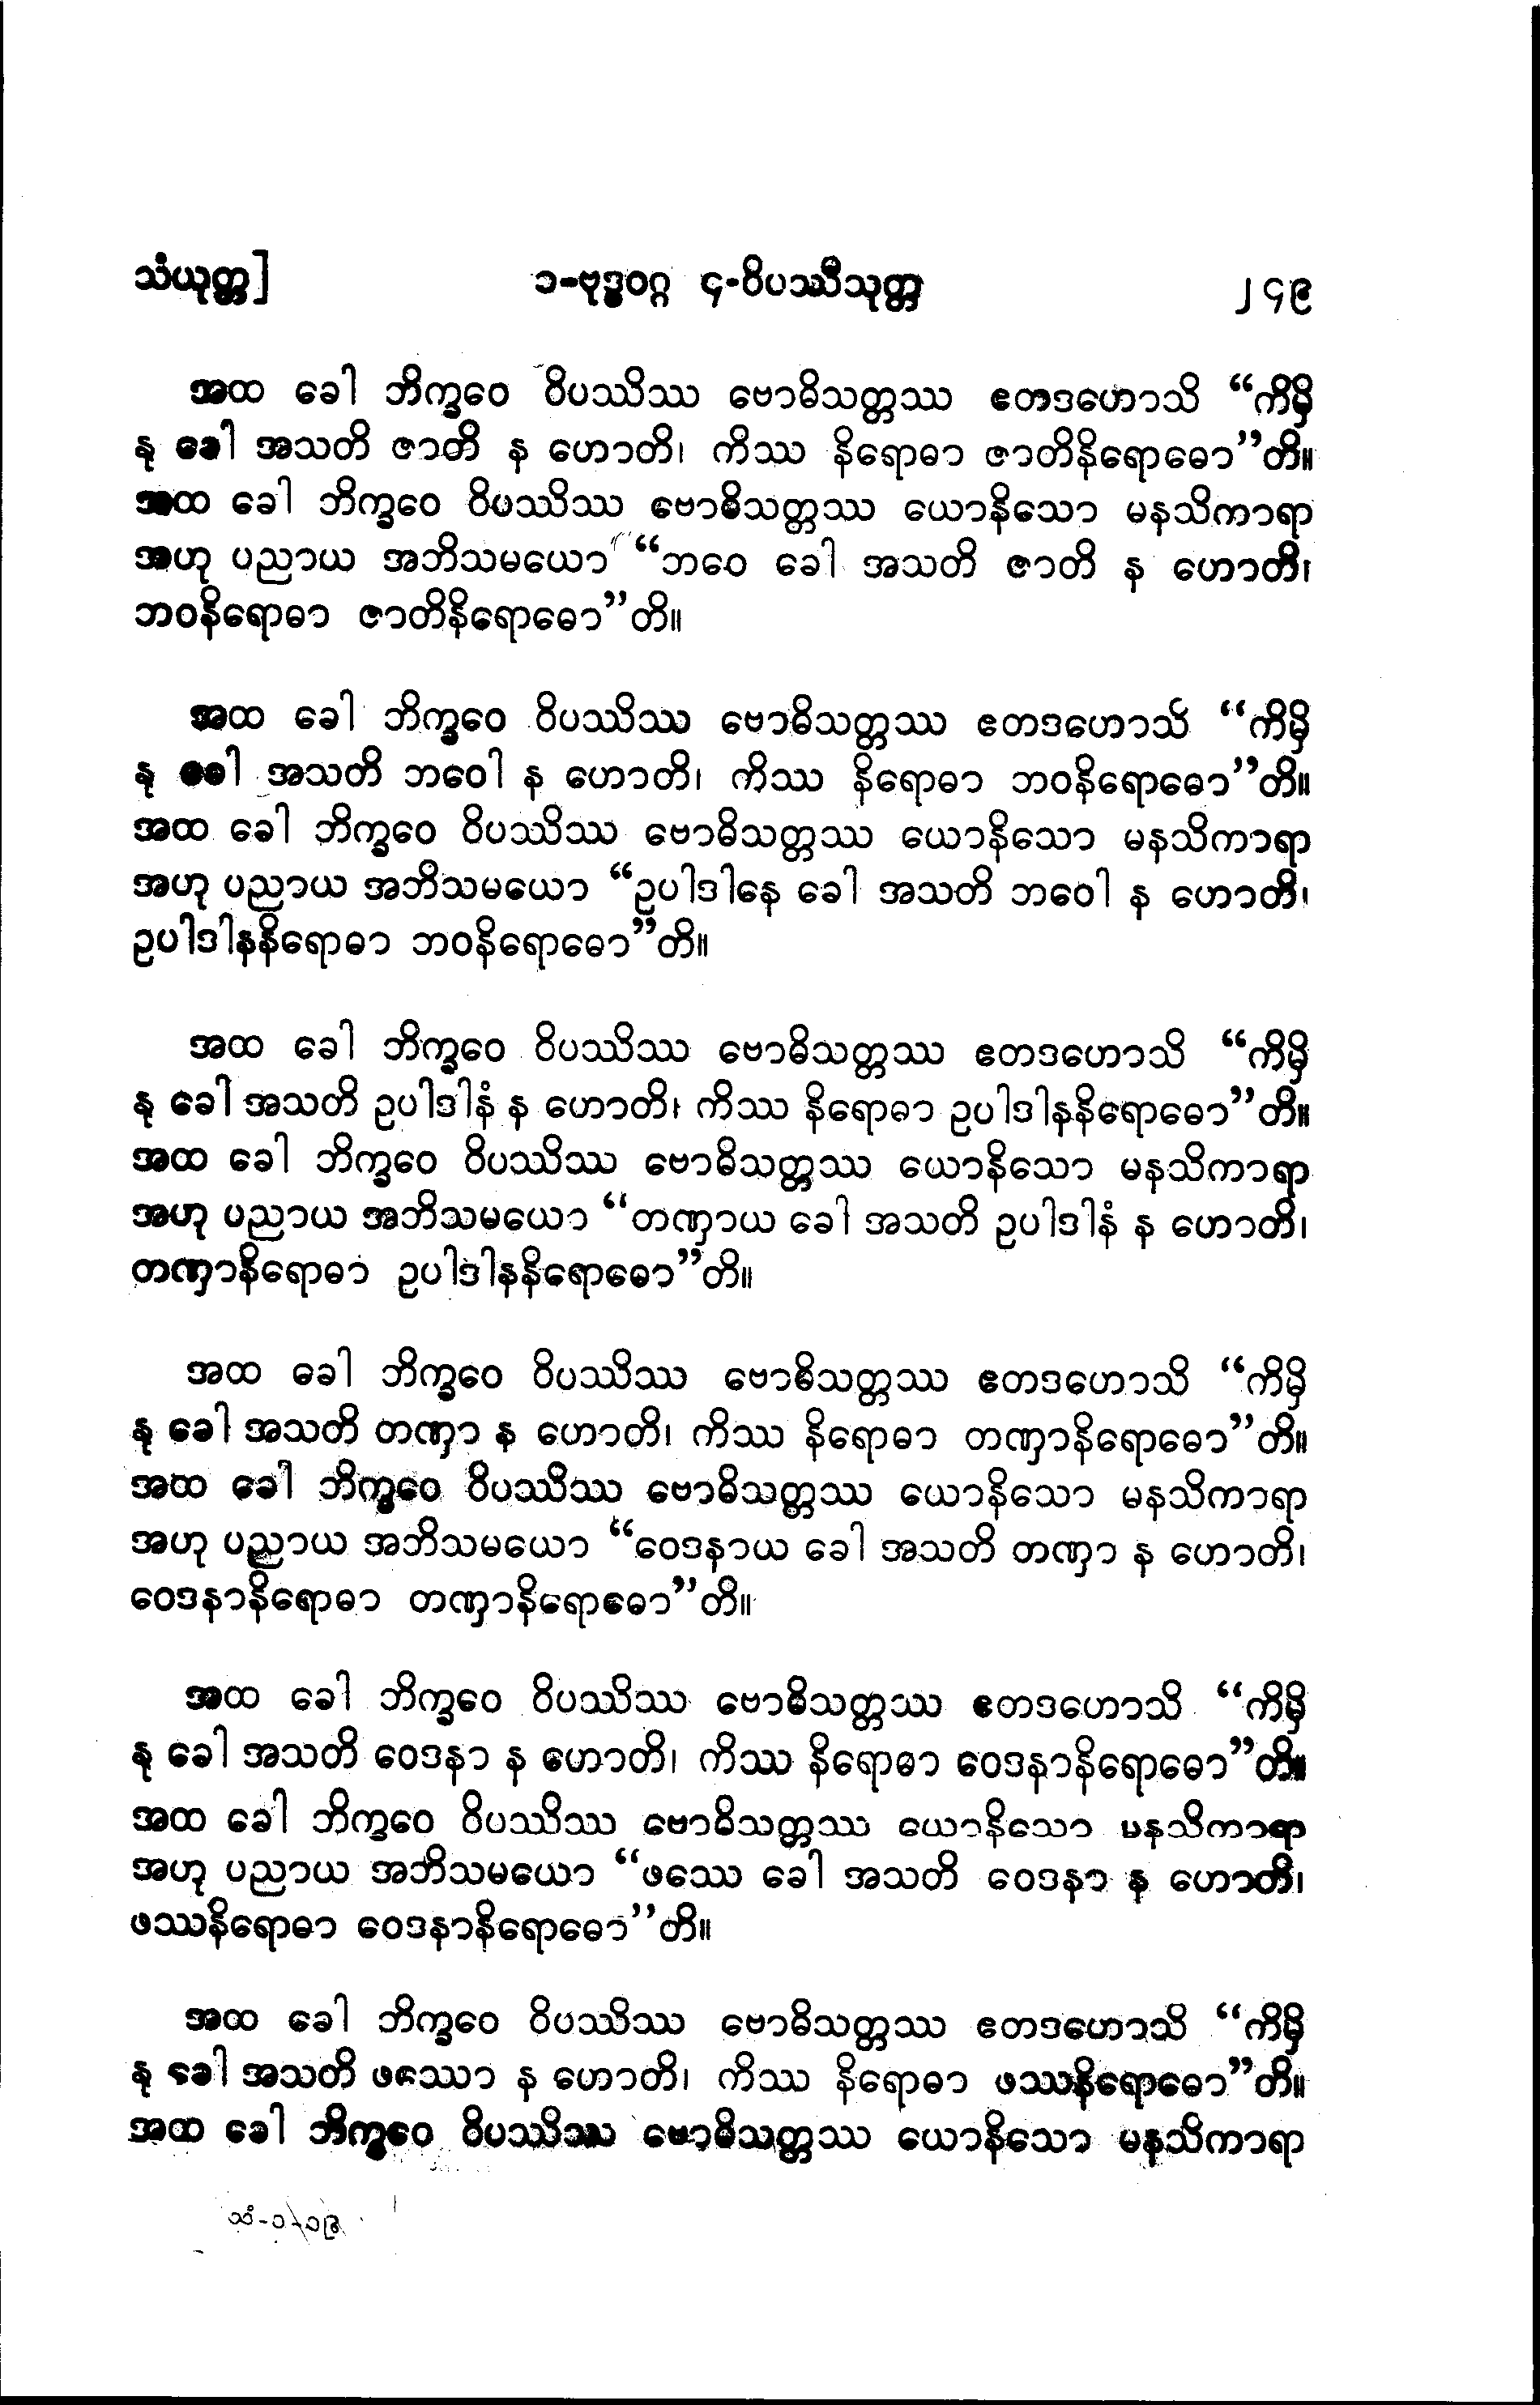 သံယုတ္တ] ၁-ဗုဒ္ဓဝဂ္ဂ ၄-ဝိပဿီသုတ္တ ၂၄၉
အထ ခေါ ဘိက္ခဝေ ဝိပဿိဿ ဗောဓိသတ္တဿ ဧတဒဟောသိ “ကိမှိ
နု ခေါ အသတိ ဇာတိ န ဟောတိ၊ ကိဿ နိရောဓာ ဇာတိနိရောဓော”တိ။
အထ ခေါ ဘိက္ခဝေ ဝိပဿိဿ ဗောဓိသတ္တဿ ယောနိသော မနသိကာရာ
အဟု ပညာယ အဘိသမယော “ဘဝေ ခေါ အသတိ ဇာတိ န ဟောတိ၊
ဘဝနိရောဓာ ဇာတိနိရောဓော”တိ။
အထ ခေါ ဘိက္ခဝေ ဝိပဿိဿ ဗောဓိသတ္တဿ ဧတဒဟောသိ “ကိမှိ
နု ခေါ အသတိ ဘဝေါ န ဟောတိ၊ ကိဿ နိရောဓာ ဘဝနိရောဓော”တိ။
အထ ခေါ ဘိက္ခဝေ ဝိပဿိဿ ဗောဓိသတ္တဿ ယောနိသော မနသိကာရာ
အဟု ပညာယ အဘိသမယော “ဥပါဒါနေ ခေါ အသတိ ဘဝေါ န ဟောတိ၊
ဥပါဒါနနိရောဓာ ဘဝနိရောဓော”တိ။
အထ ခေါ ဘိက္ခဝေ ဝိပဿိဿ ဗောဓိသတ္တဿ ဧတဒဟောသိ “ကိမှိ
နု ခေါ အသတိ ဥပါဒါနံ န ဟောတိ၊ ကိဿ နိရောဓာ ဥပါဒါနနိရောဓော”တိ။
အထ ခေါ ဘိက္ခဝေ ဝိပဿိဿ ဗောဓိသတ္တဿ ယောနိသော မနသိကာရာ
အဟု ပညာယ အဘိသမယော “တဏှာယ ခေါ အသတိ ဥပါဒါနံ န ဟောတိ၊
တဏှာနိရောဓာ ဥပါဒါနနိရောဓော”တိ။
အထ ခေါ ဘိက္ခဝေ ဝိပဿိဿ ဗောဓိသတ္တဿ ဧတဒဟောသိ “ကိမှိ
နု ခေါ အသတိ တဏှာ န ဟောတိ၊ ကိဿ နိရောဓာ တဏှာနိရောဓော”တိ။
အထ ခေါ ဘိက္ခဝေ ဝိပဿိဿ ဗောဓိသတ္တဿ ယောနိသော မနသိကာရာ
အဟု ပညာယ အဘိသမယော “ဝေဒနာယ ခေါ အသတိ တဏှာ န ဟောတိ၊
ဝေဒနာနိရောဓာ တဏှာနိရောဓော”တိ။
အထ ခေါ ဘိက္ခဝေ ဝိပဿိဿ ဗောဓိသတ္တဿ ဧတဒဟောသိ “ကိမှိ
နု ခေါ အသတိ ဝေဒနာ န ဟောတိ၊ ကိဿ နိရောဓာ ဝေဒနာနိရောဓော”တိ။
အထ ခေါ ဘိက္ခဝေ ဝိပဿိဿ ဗောဓိသတ္တဿ ယောနိသော မနသိကာရာ
အဟု ပညာယ အဘိသမယော “ဖဿေ ခေါ အသတိ ဝေဒနာ န ဟောတိ၊
ဖဿနိရောဓာ ဝေဒနာနိရောဓော”တိ။
အထ ခေါ ဘိက္ခဝေ ဝိပဿိဿ ဗောဓိသတ္တဿ ဧတဒဟောသိ “ကိမှိ
နု ခေါ အသတိ ဖဿော န ဟောတိ၊ ကိဿ နိရောဓာ ဖဿနိရောဓော”တိ။
အထ ခေါ ဘိက္ခဝေ ဝိပဿိဿ ဗောဓိသတ္တဿ ယောနိသော မနသိကာရာ